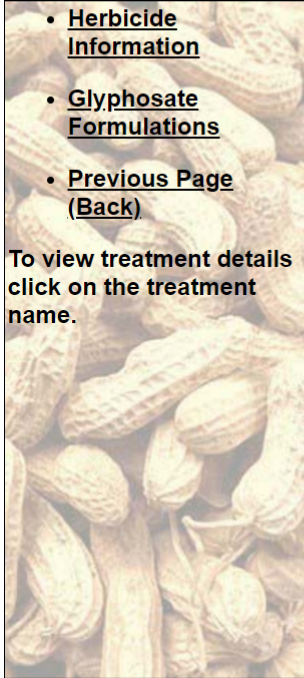 • Herbicide
Information
• Glyphosate
Formulations
• Previous Page
(Back)
To view treatment details
click on the treatment
name.